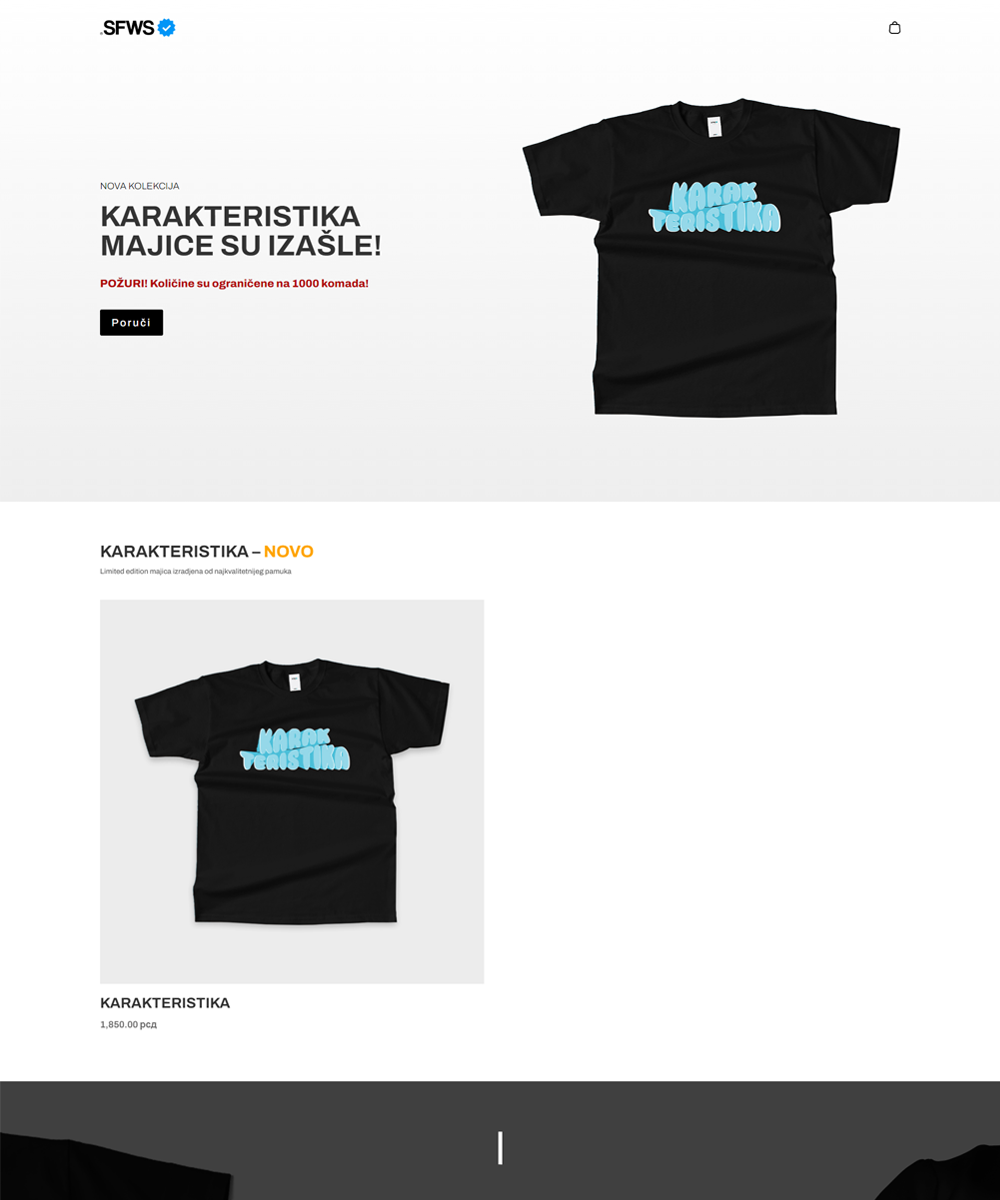 .SFWS
NOVA KOLEKCIJA
KARAKTERISTIKA
MAJICE SU IZAŠLE!
POŽURI! Količine su ograničene na 1000 komada!
Poruči
KARAK
TERISTIKA
KARAKTERISTIKA – NOVO
Limited edition majica izradjena od najkvalitetnijeg pamuka
KARAK
TERISTIKA
KARAKTERISTIKA
1,850.00 рсд